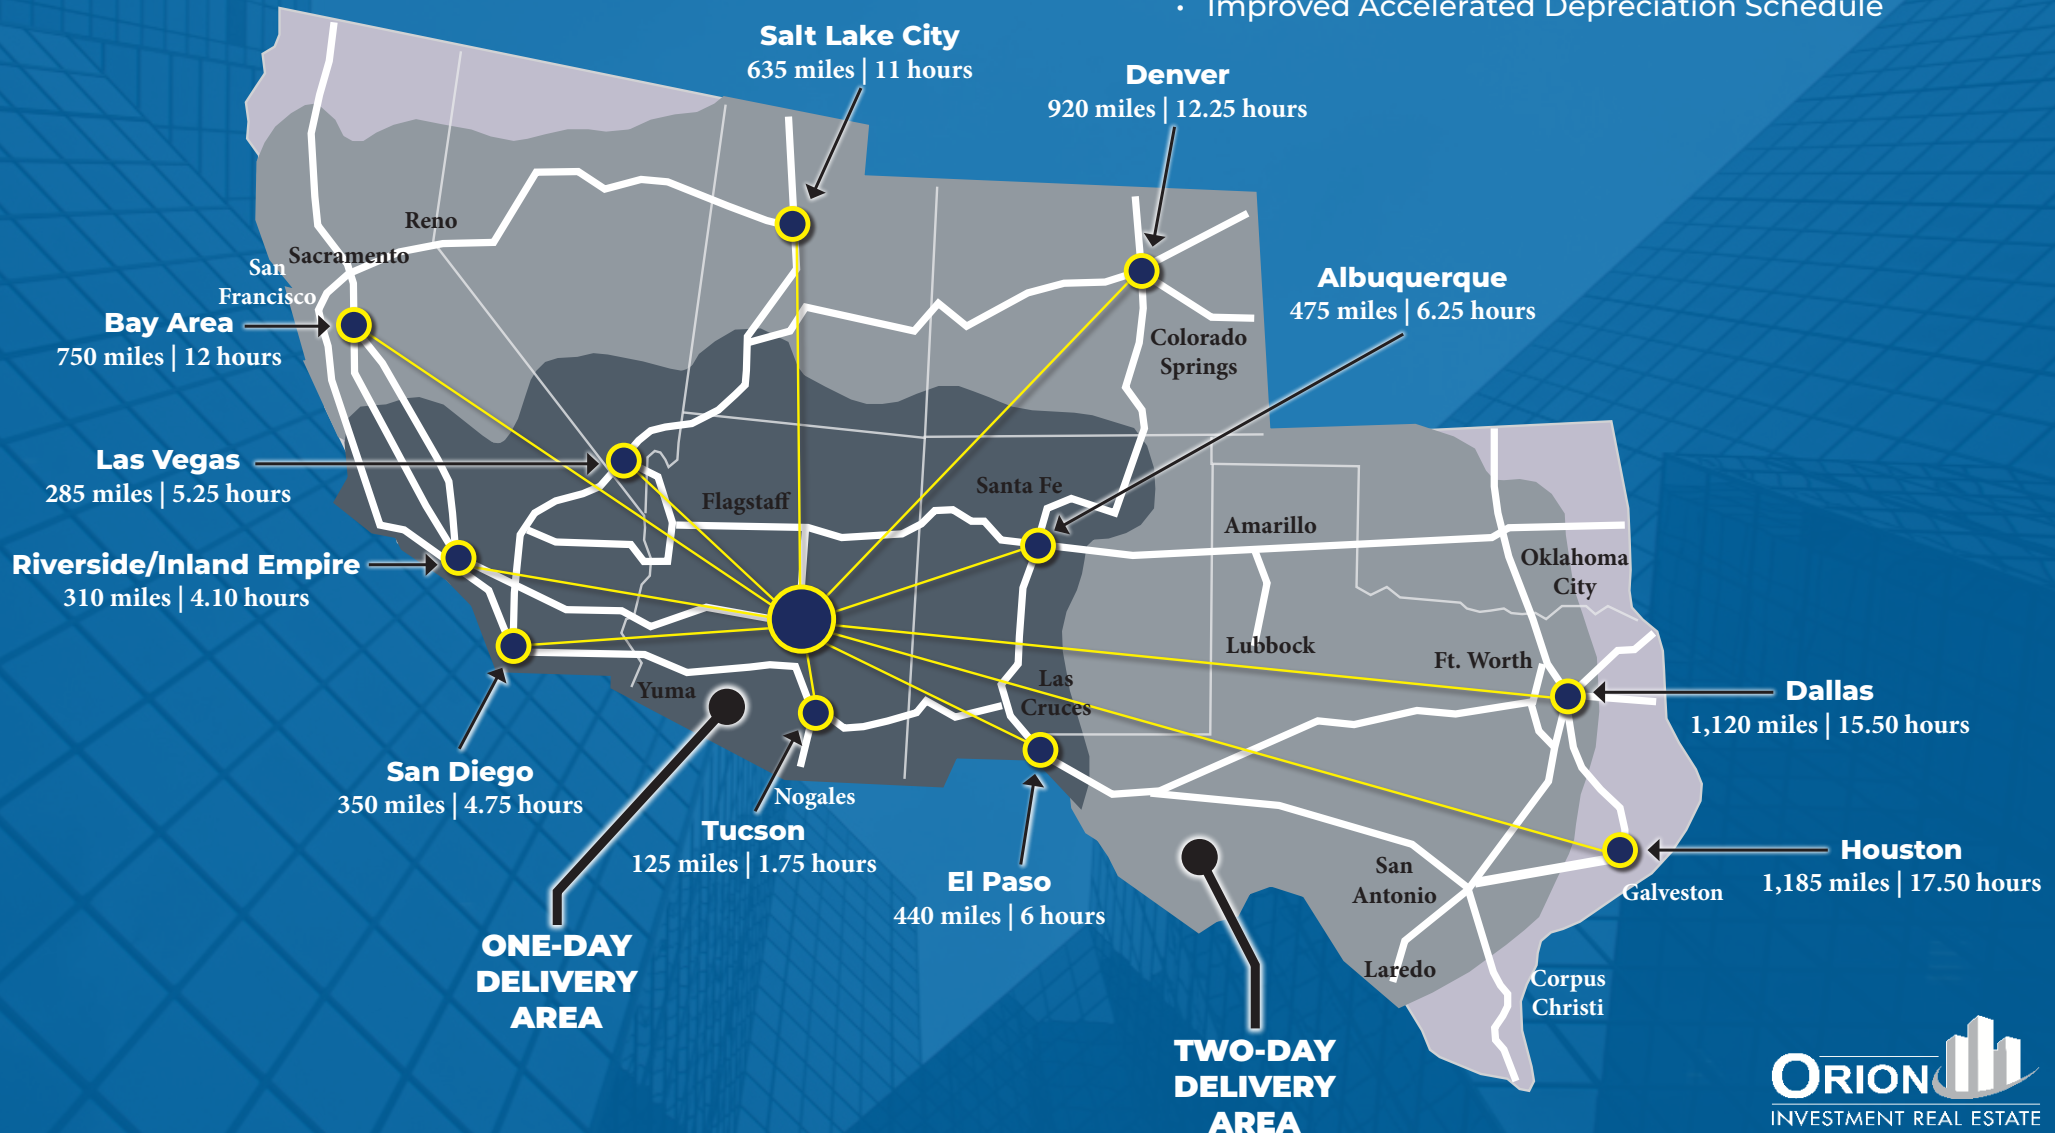 • Improved Accelerated Depreciation Schedule
Salt Lake City
635 miles | 11 hours
Denver
920 miles | 12.25 hours
Reno
Sacramento
San
Francisco
Albuquerque
475 miles | 6.25 hours
Bay Area
750 miles | 12 hours
Colorado
Springs
Las Vegas
285 miles | 5.25 hours
Flagstaff
Santa Fe
Amarillo
Oklahoma
City
Riverside/Inland Empire
310 miles | 4.10 hours
Lubbock
Ft. Worth
Yuma
Las
Cruces
Dallas
1,120 miles | 15.50 hours
San Diego
350 miles | 4.75 hours
Nogales
Tucson
125 miles | 1.75 hours
El Paso
440 miles | 6 hours
San
Antonio
Houston
1,185 miles | 17.50 hours
Galveston
ONE-DAY
DELIVERY
AREA
Laredo
Corpus
Christi
TWO-DAY
DELIVERY
AREA
ORION
INVESTMENT REAL ESTATE